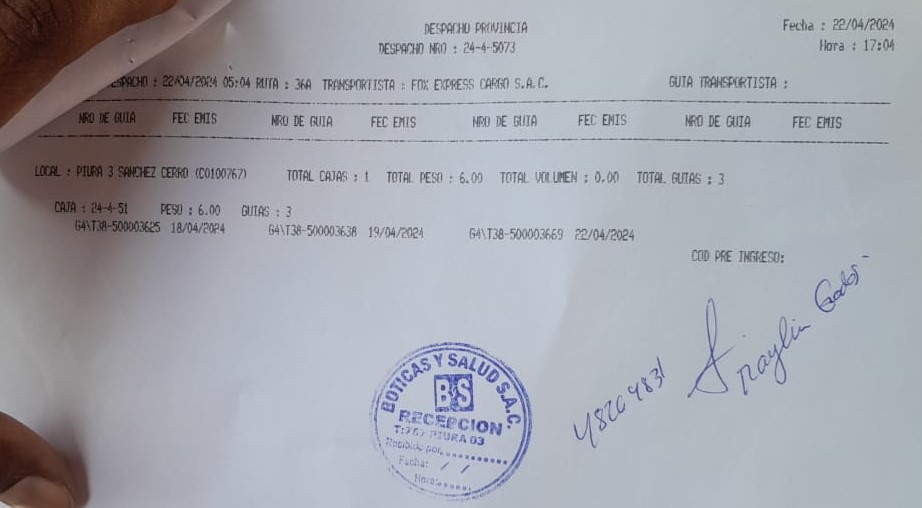 DESPACHO PROVINCIA
Fecha : 22/04/2024
DESPACHO NRO : 24-4-5073
Hora : 17:04
ESPACHO : 22/04/2024 05:04 RUTA : 36A TRANSPORTISTA : FOX EXPRESS CARGO S.A.C. GUIA TRANSPORTISTA :
NRO DE GUIA FEC EMIS NRO DE GUIA FEC EMIS NRO DE GUIA FEC EMIS NRO DE GUIA FEC EMIS
LOCAL : PIURA 3 SANCHEZ CERRO (C0100767) TOTAL CAJAS : 1 TOTAL PESO : 6.00 TOTAL VOLUMEN : 0.00 TOTAL GUIAS : 3
CAJA : 24-4-51 PESO : 6.00 GUIAS : 3
G4\T38-500003625 18/04/2024 G4\T38-500003638 19/04/2024 G4\T38-500003669 22/04/2024
COD PRE INGRESO:
BOTICAS Y SALUD S.A.C.
BS
RECEPCION
T:767 PIURA 03
Recibido por
Fecha: / /
Hora: